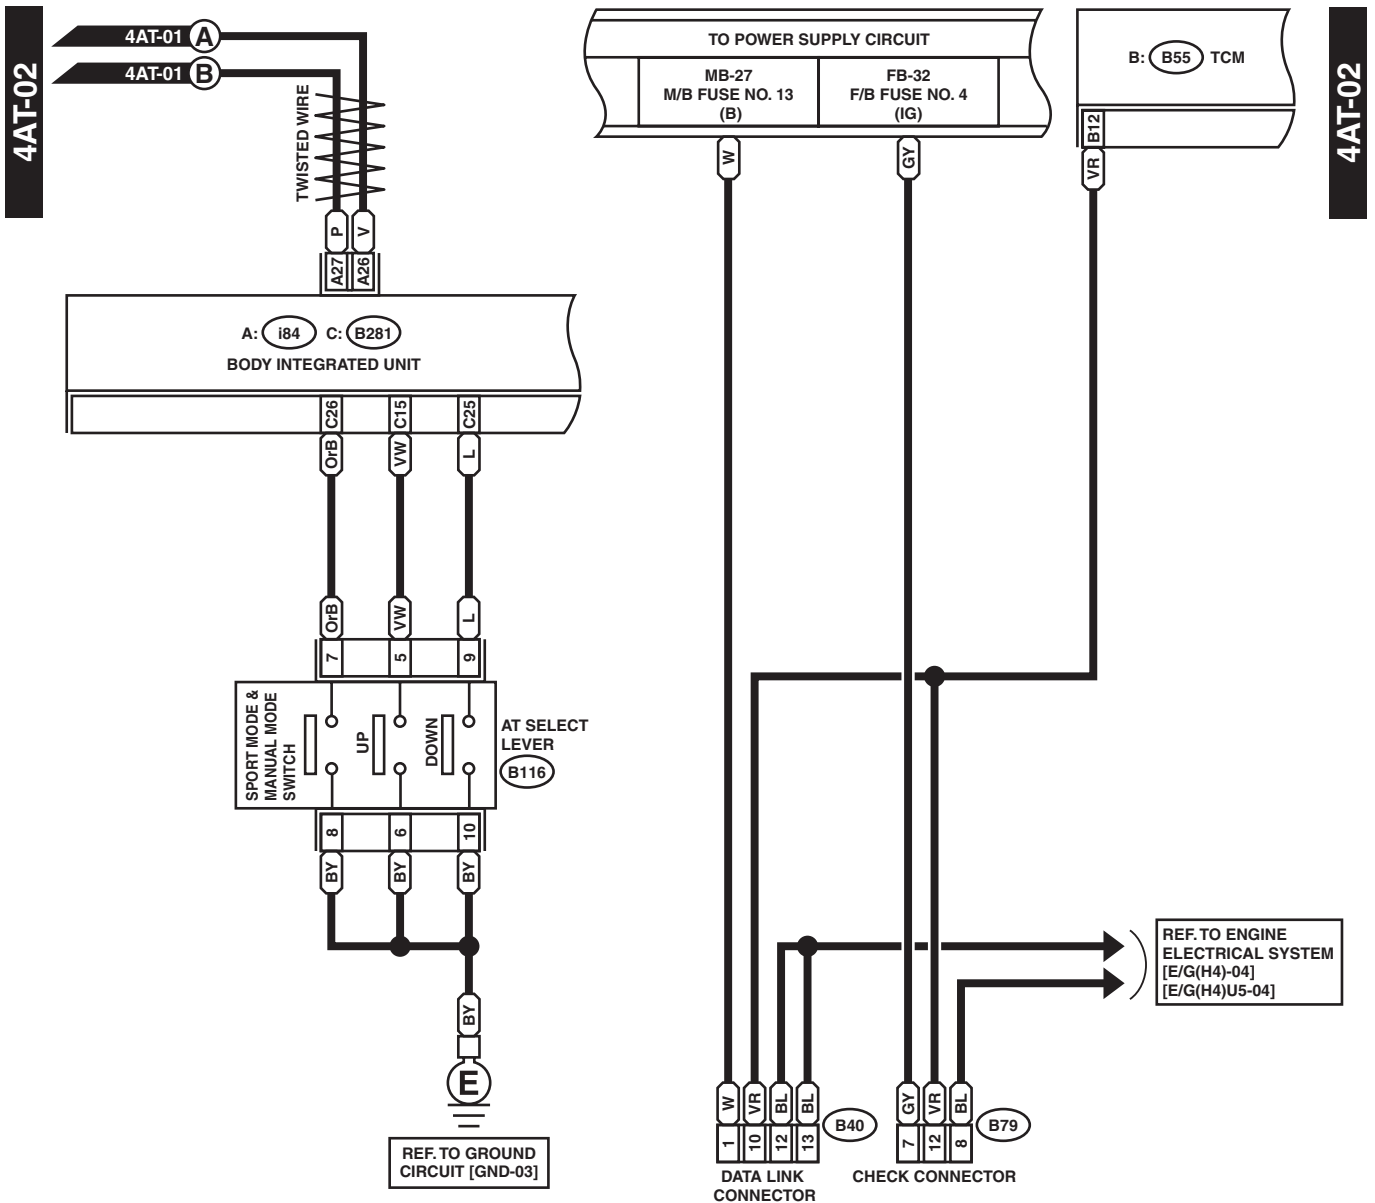 4AT-02
4AT-01 A
4AT-01 B
TWISTED WIRE
P
V
A27
A26
A: i84 C: B281
BODY INTEGRATED UNIT
C26
C15
C25
OrB
VW
L
OrB
VW
L
7
5
9
SPORT MODE &
MANUAL MODE
SWITCH
UP
DOWN
AT SELECT
LEVER
B116
8
6
10
BY
BY
BY
BY
E
REF. TO GROUND
CIRCUIT [GND-03]
TO POWER SUPPLY CIRCUIT
MB-27
M/B FUSE NO. 13
(B)
FB-32
F/B FUSE NO. 4
(IG)
W
GY
B: B55 TCM
B12
VR
4AT-02
REF. TO ENGINE
ELECTRICAL SYSTEM
[E/G(H4)-04]
[E/G(H4)U5-04]
W
VR
BL
BL
1
10
12
13
B40
DATA LINK
CONNECTOR
GY
VR
BL
7
12
8
B79
CHECK CONNECTOR